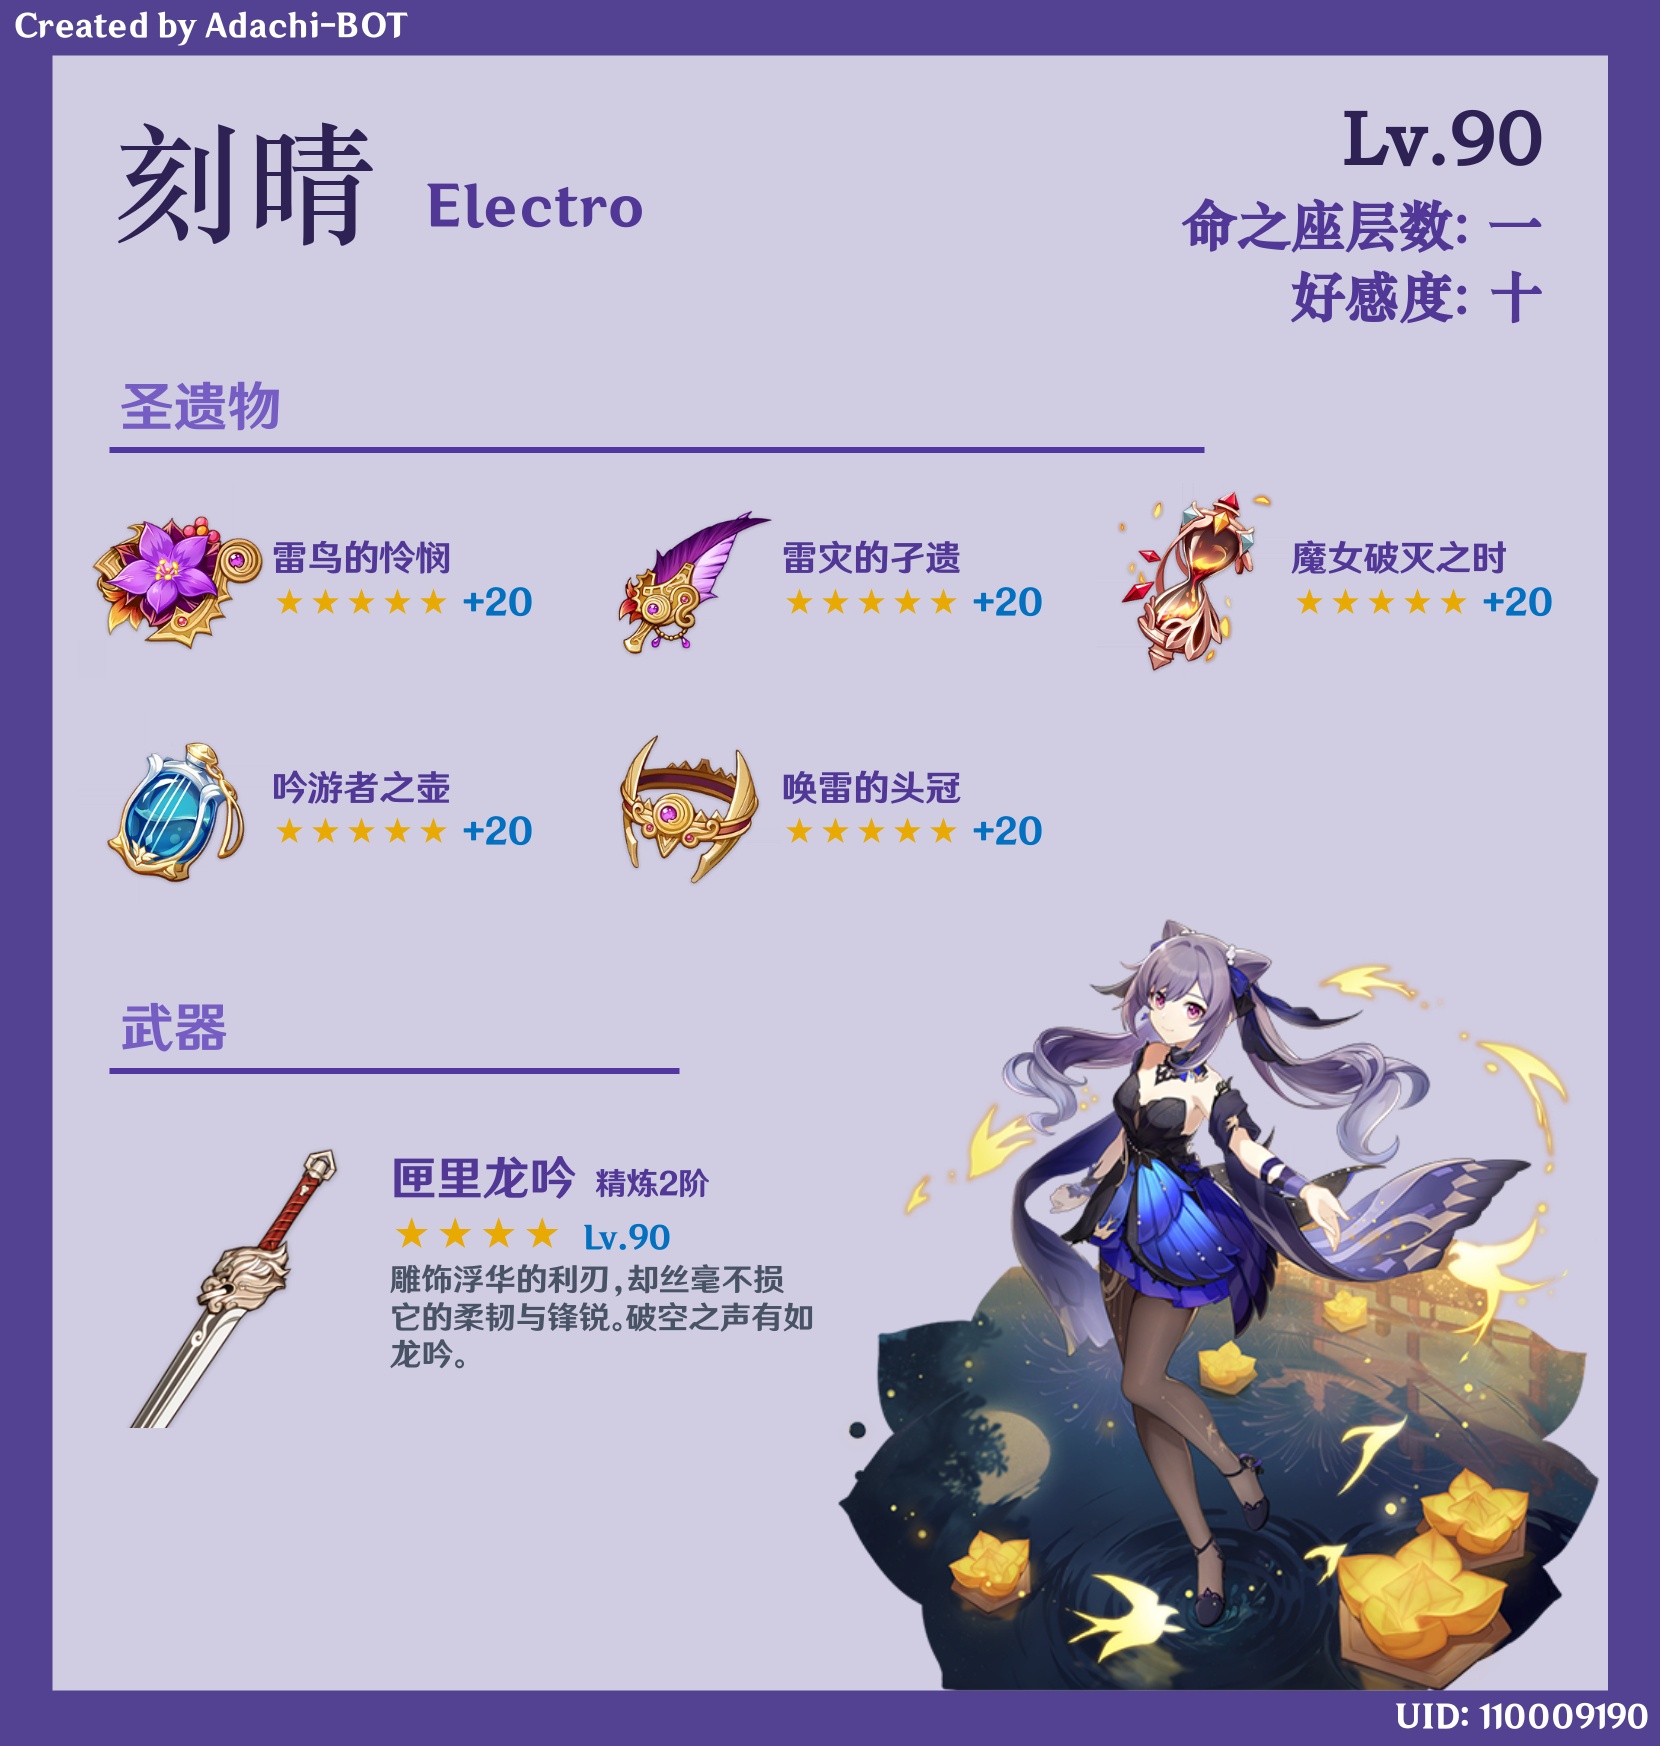 Created by Adachi-BOT
刻晴 Electro
Lv.90
命之座层数: 一
好感度: 十
圣遗物
雷鸟的怜悯
★★★★★ +20
雷灾的孑遗
★★★★★ +20
魔女破灭之时
★★★★★ +20
吟游者之壶
★★★★★ +20
唤雷的头冠
★★★★★ +20
武器
匣里龙吟 精炼2阶
★★★★ Lv.90
雕饰浮华的利刃,却丝毫不损
它的柔韧与锋锐。破空之声有如
龙吟。
UID: 110009190